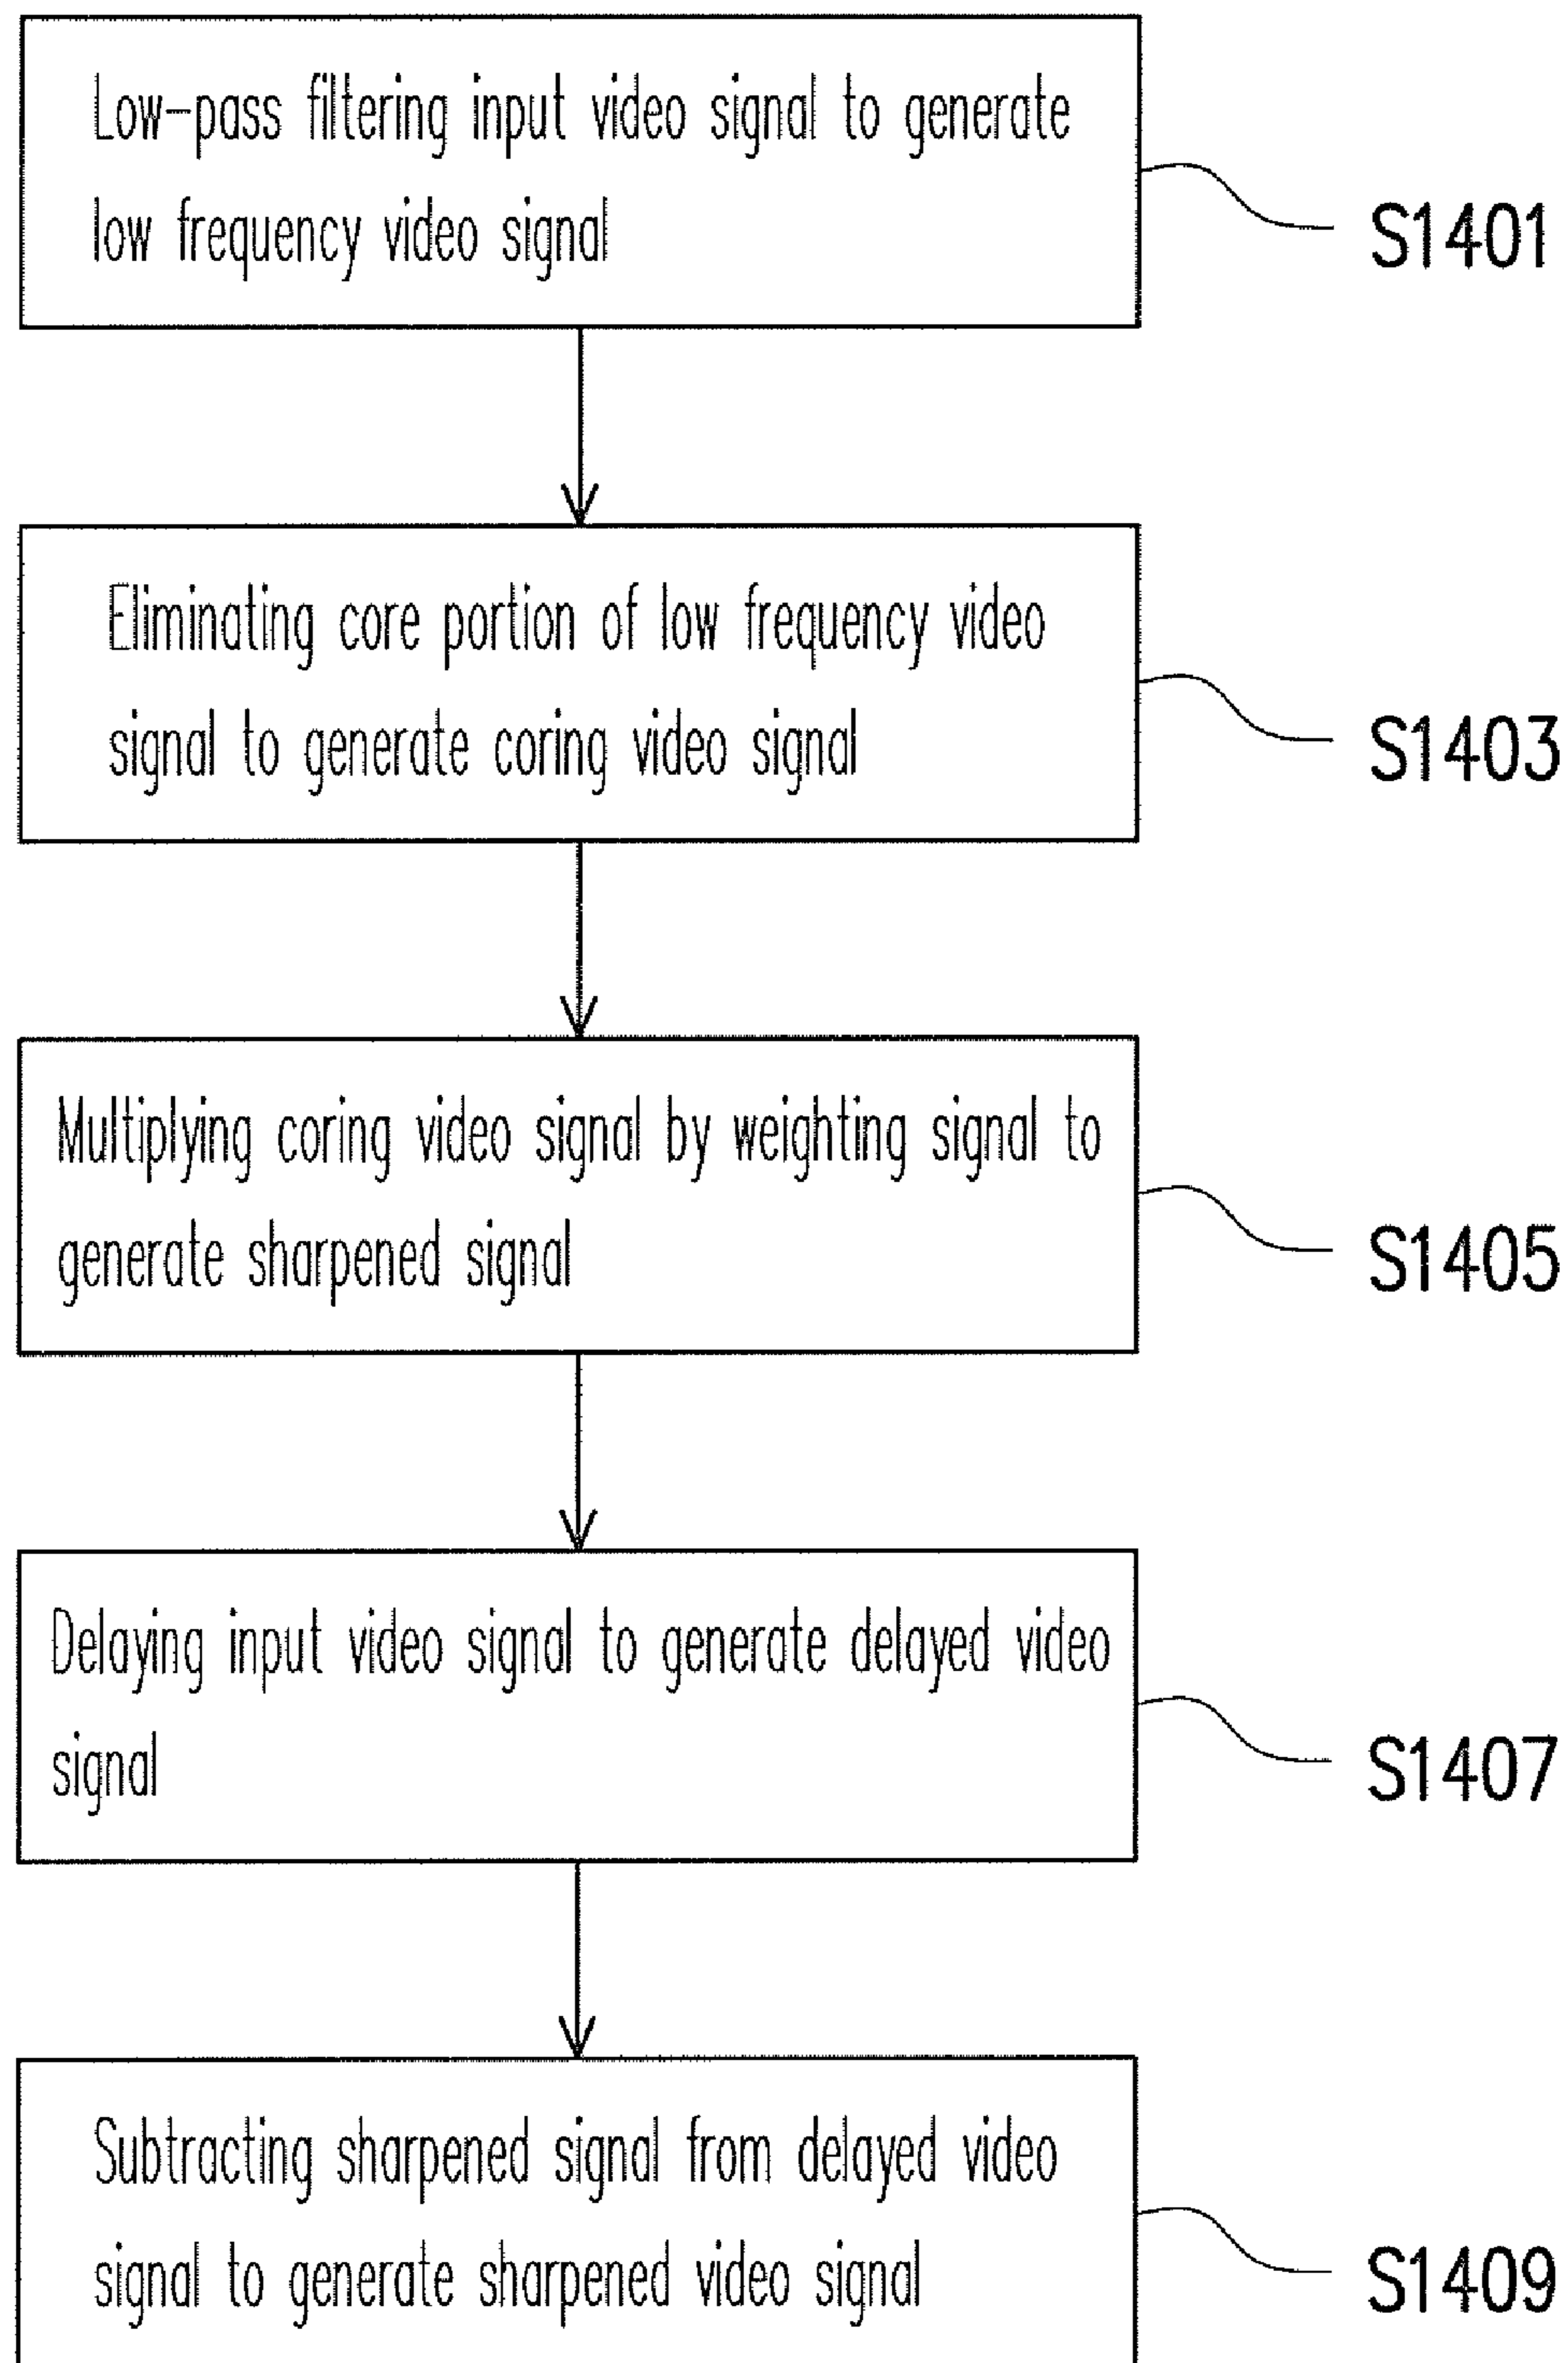 Low-pass filtering input video signal to generate
low frequency video signal
S1401
Eliminating core portion of low frequency video
signal to generate coring video signal
S1403
Multiplying coring video signal by weighting signal to
generate sharpened signal
S1405
Delaying input video signal to generate delayed video
signal
S1407
Subtracting sharpened signal from delayed video
signal to generate sharpened video signal
S1409